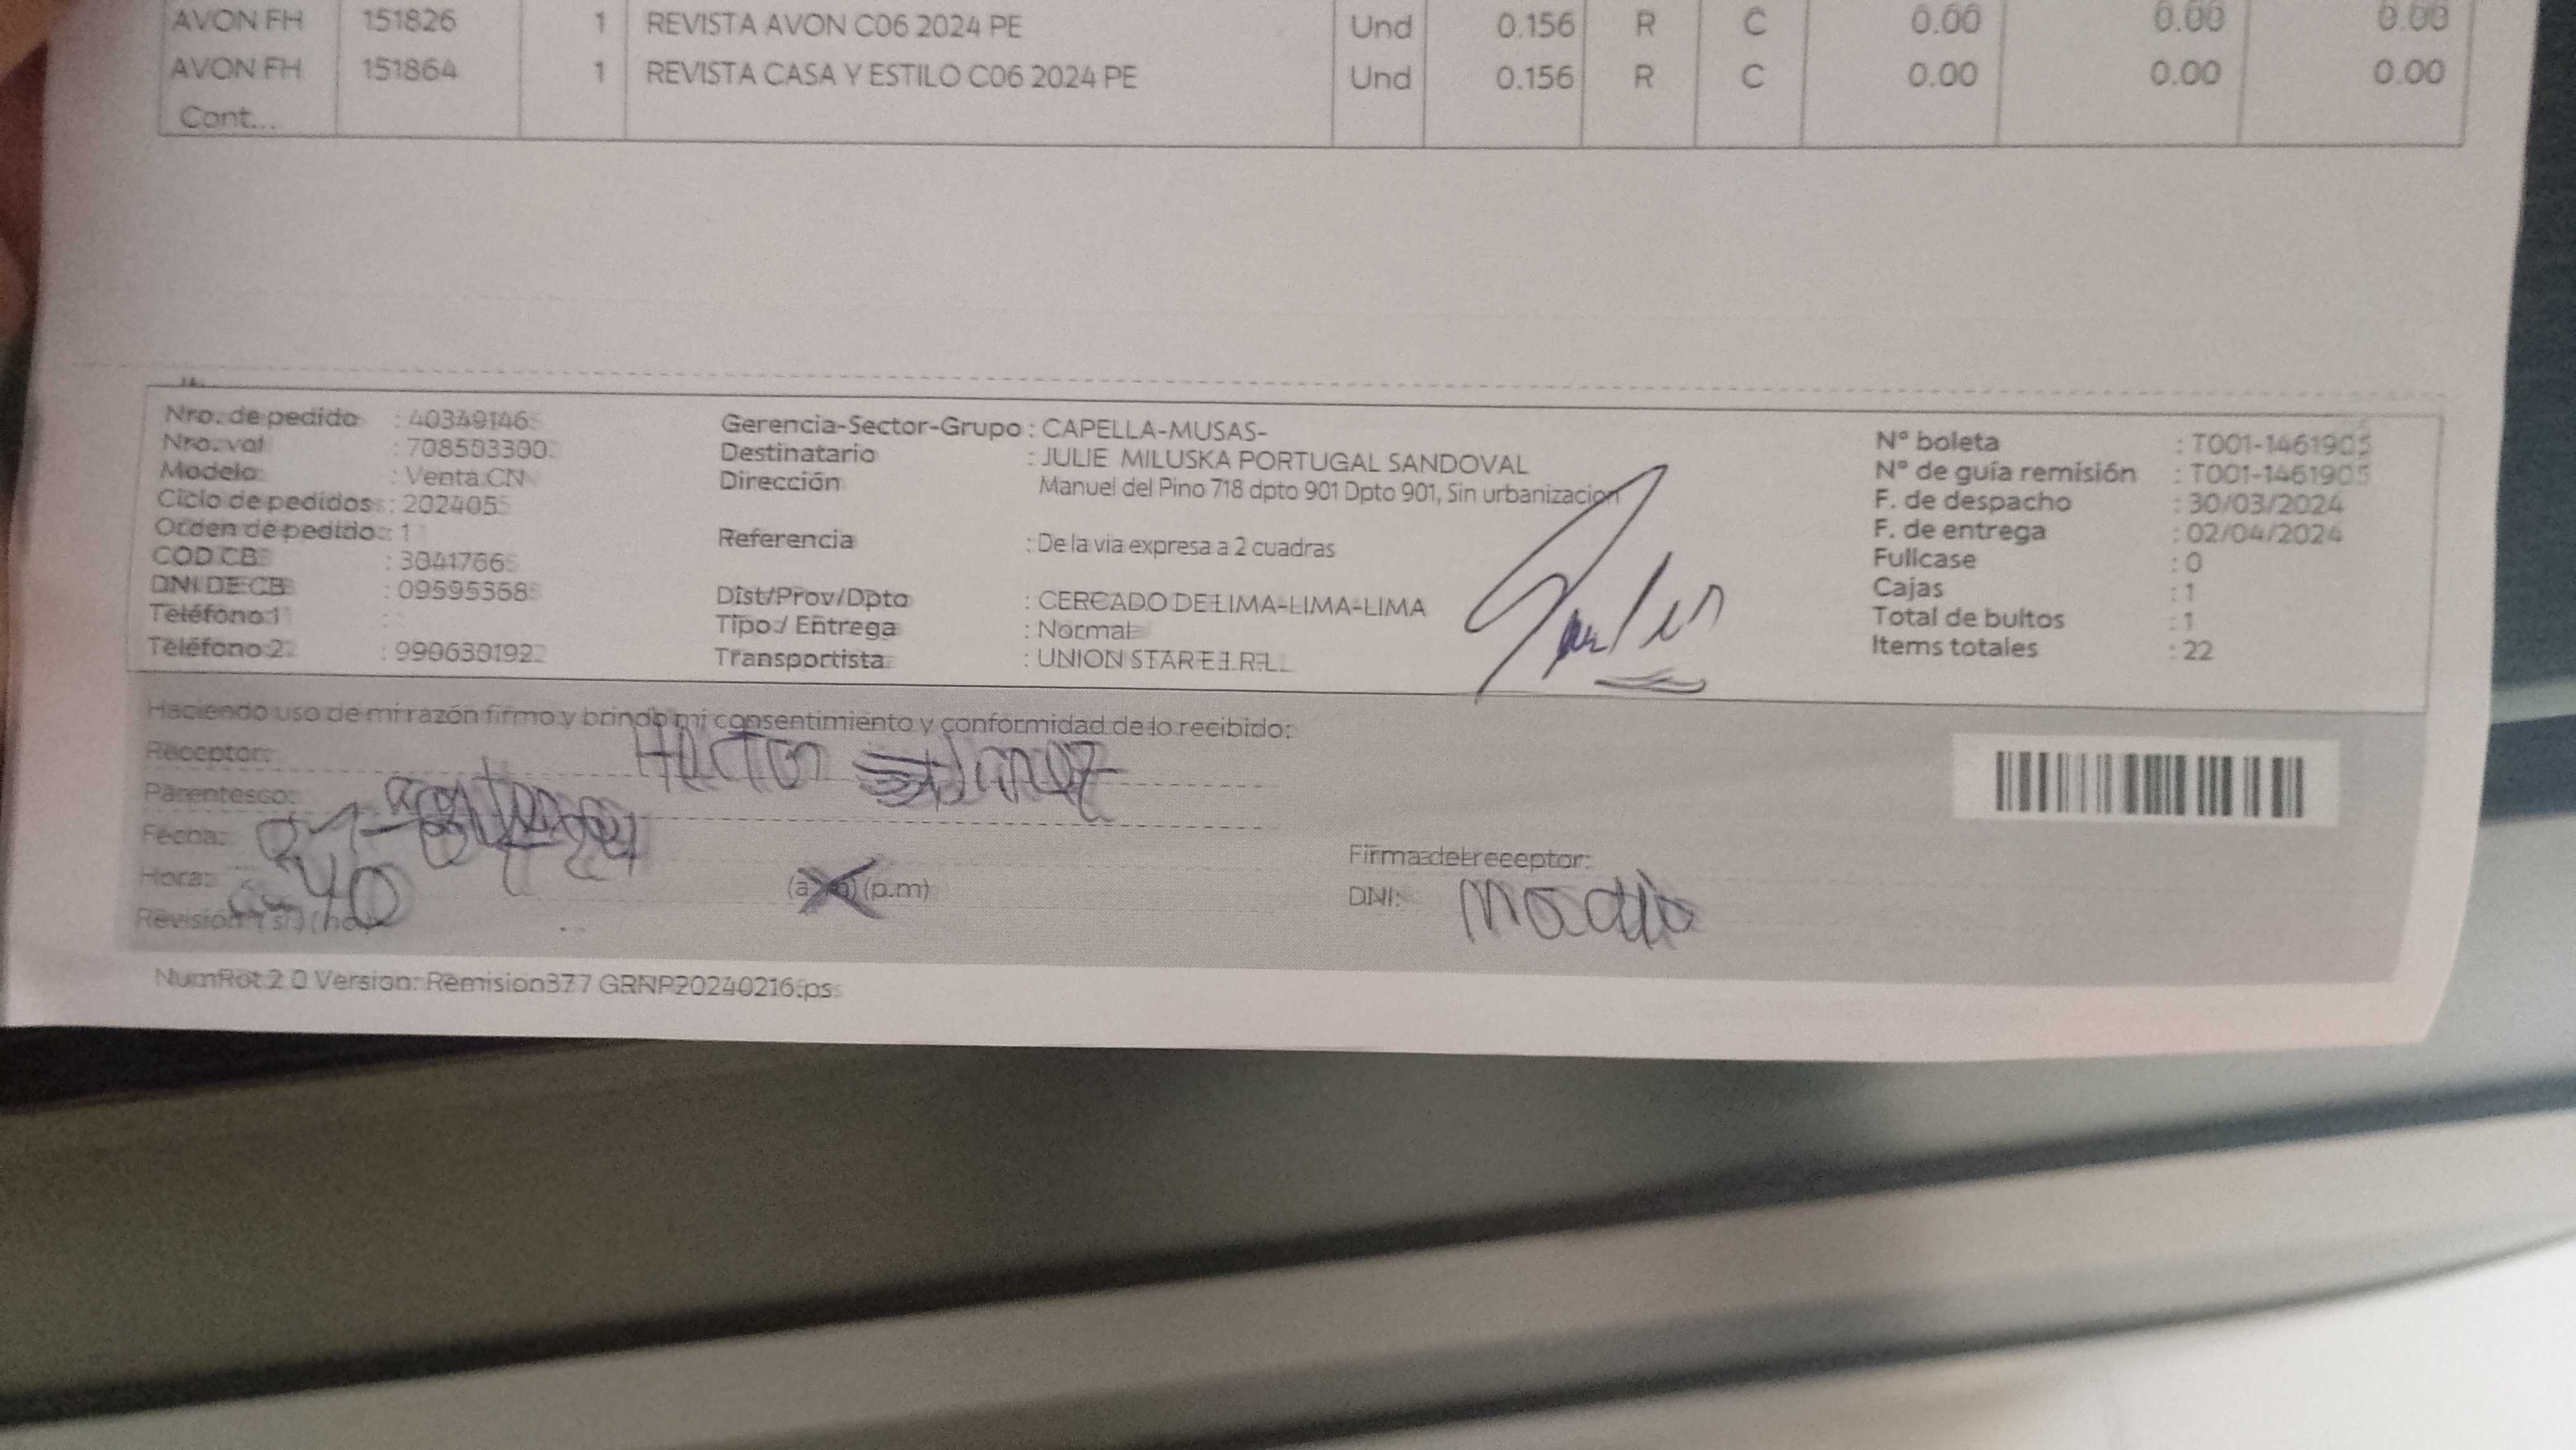 AVON FH 151826 1 REVISTA AVON C06 2024 PE Und 0.156 R C 0.00 0.00 0.00
AVON FH 151864 1 REVISTA CASA Y ESTILO C06 2024 PE Und 0.156 R C 0.00 0.00 0.00
Cont...
Nro. de pedido : 403491465
Nro. val : 708503300
Modelo : Venta CN
Ciclo de pedidos : 202405
Orden de pedido : 1
COD CB : 3041766
DNI DE CB : 09595368
Teléfono 1 :
Teléfono 2 : 990630192
Gerencia-Sector-Grupo : CAPELLA-MUSAS-
Destinatario : JULIE MILUSKA PORTUGAL SANDOVAL
Dirección Manuel del Pino 718 dpto 901 Dpto 901, Sin urbanizacion
Referencia : De la via expresa a 2 cuadras
Dist/Prov/Dpto : CERCADO DE LIMA-LIMA-LIMA
Tipo / Entrega : Normal
Transportista : UNION STAR E.I.R.L.
N° boleta : T001-1461905
N° de guía remisión : T001-1461905
F. de despacho : 30/03/2024
F. de entrega : 02/04/2024
Fullcase : 0
Cajas : 1
Total de bultos : 1
Items totales : 22
Haciendo uso de mi razón firmo y brindo mi consentimiento y conformidad de lo recibido:
Receptor: Hector
Parentesco:
Fecha:
Hora: 40 (a.m) (p.m)
Revisión ( si ) ( no )
Firma del receptor:
DNI:
NumRot 2.0 Version: Remision377 GRNP20240216.ps